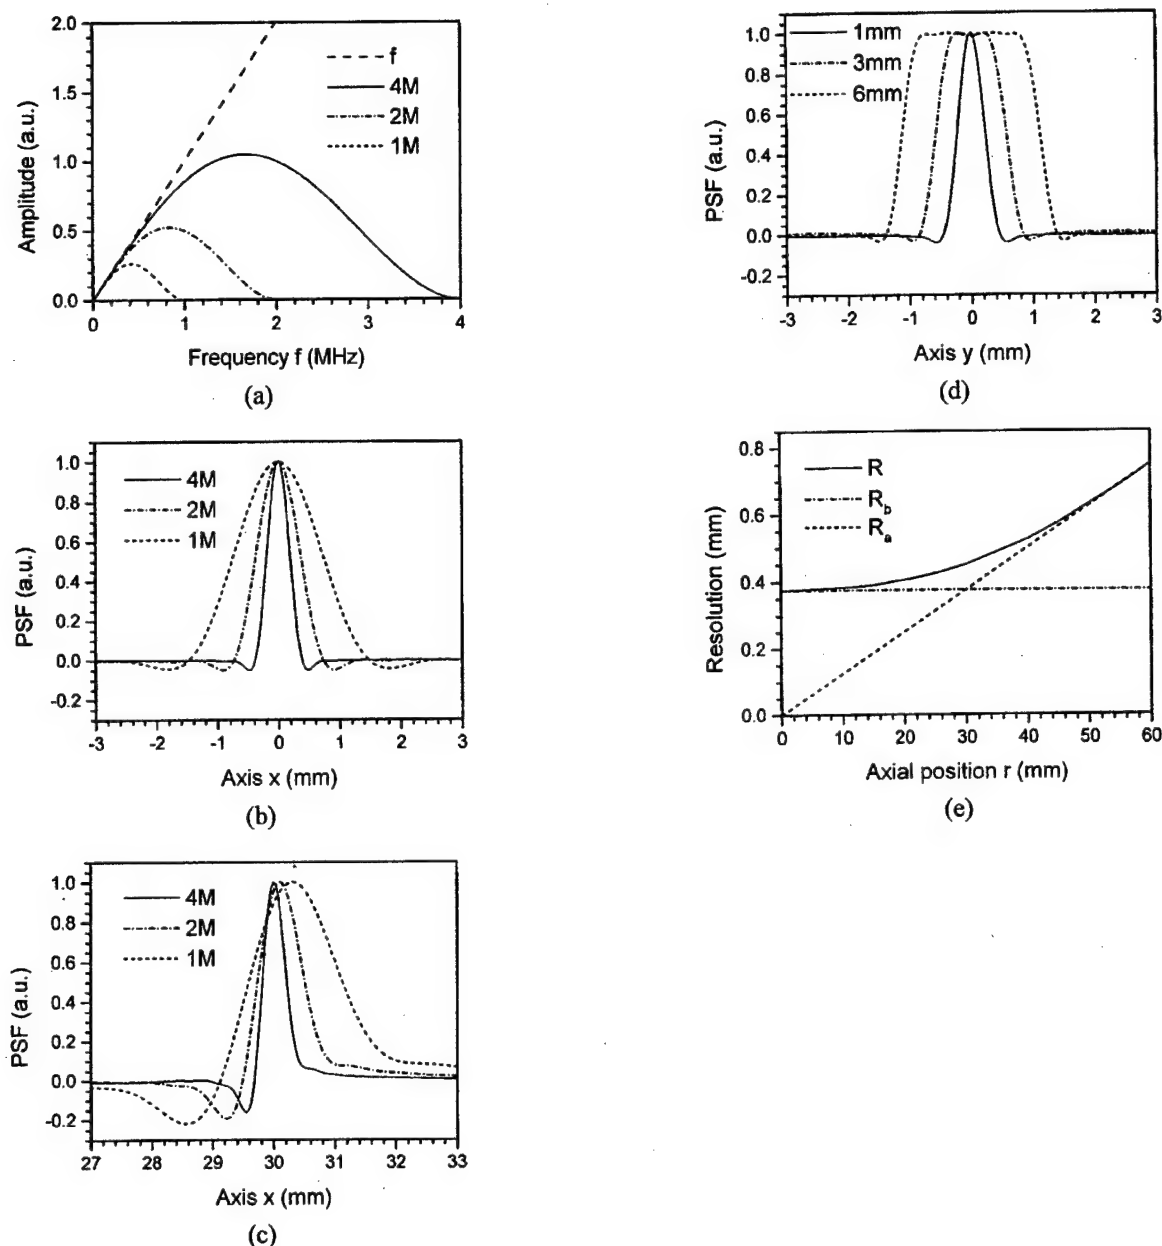 2.0
1.5
1.0
0.5
0.0
Amplitude (a.u.)
f
4M
2M
1M
0 1 2 3 4
Frequency f (MHz)
(a)
1.0
0.8
0.6
0.4
0.2
0.0
-0.2
PSF (a.u.)
4M
2M
1M
-3 -2 -1 0 1 2 3
Axis x (mm)
(b)
1.0
0.8
0.6
0.4
0.2
0.0
-0.2
PSF (a.u.)
4M
2M
1M
27 28 29 30 31 32 33
Axis x (mm)
(c)
1.0
0.8
0.6
0.4
0.2
0.0
-0.2
PSF (a.u.)
1mm
3mm
6mm
-3 -2 -1 0 1 2 3
Axis y (mm)
(d)
0.8
0.6
0.4
0.2
0.0
Resolution (mm)
R
Rb
Ra
0 10 20 30 40 50 60
Axial position r (mm)
(e)